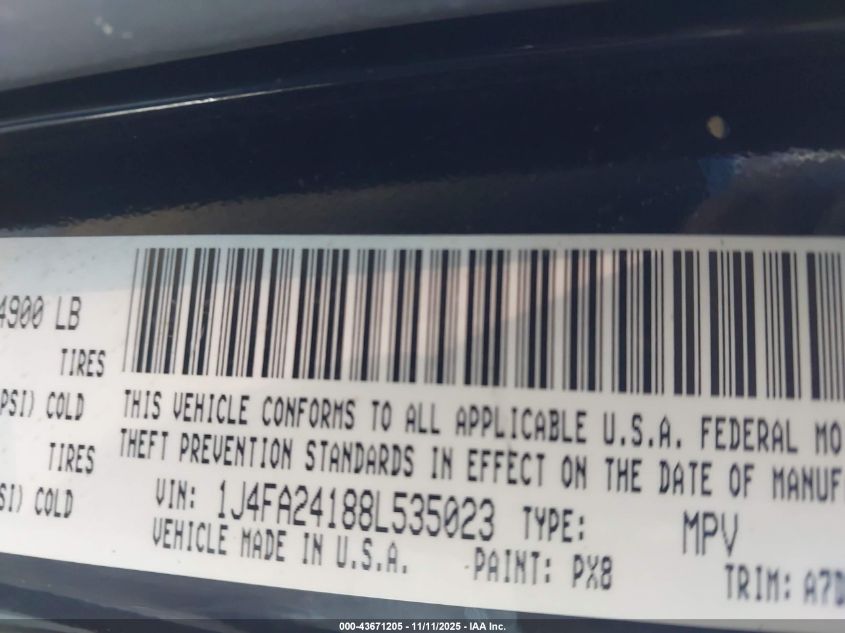 4900 LB
TIRES
PSI) COLD
THIS VEHICLE CONFORMS TO ALL APPLICABLE U.S.A. FEDERAL MO
TIRES
THEFT PREVENTION STANDARDS IN EFFECT ON THE DATE OF MANUF
SI) COLD
VIN: 1J4FA24188L535023 TYPE: MPV
VEHICLE MADE IN U.S.A. PAINT: PX8 TRIM: A7D
000-43671205 - 11/11/2025 - IAA Inc.